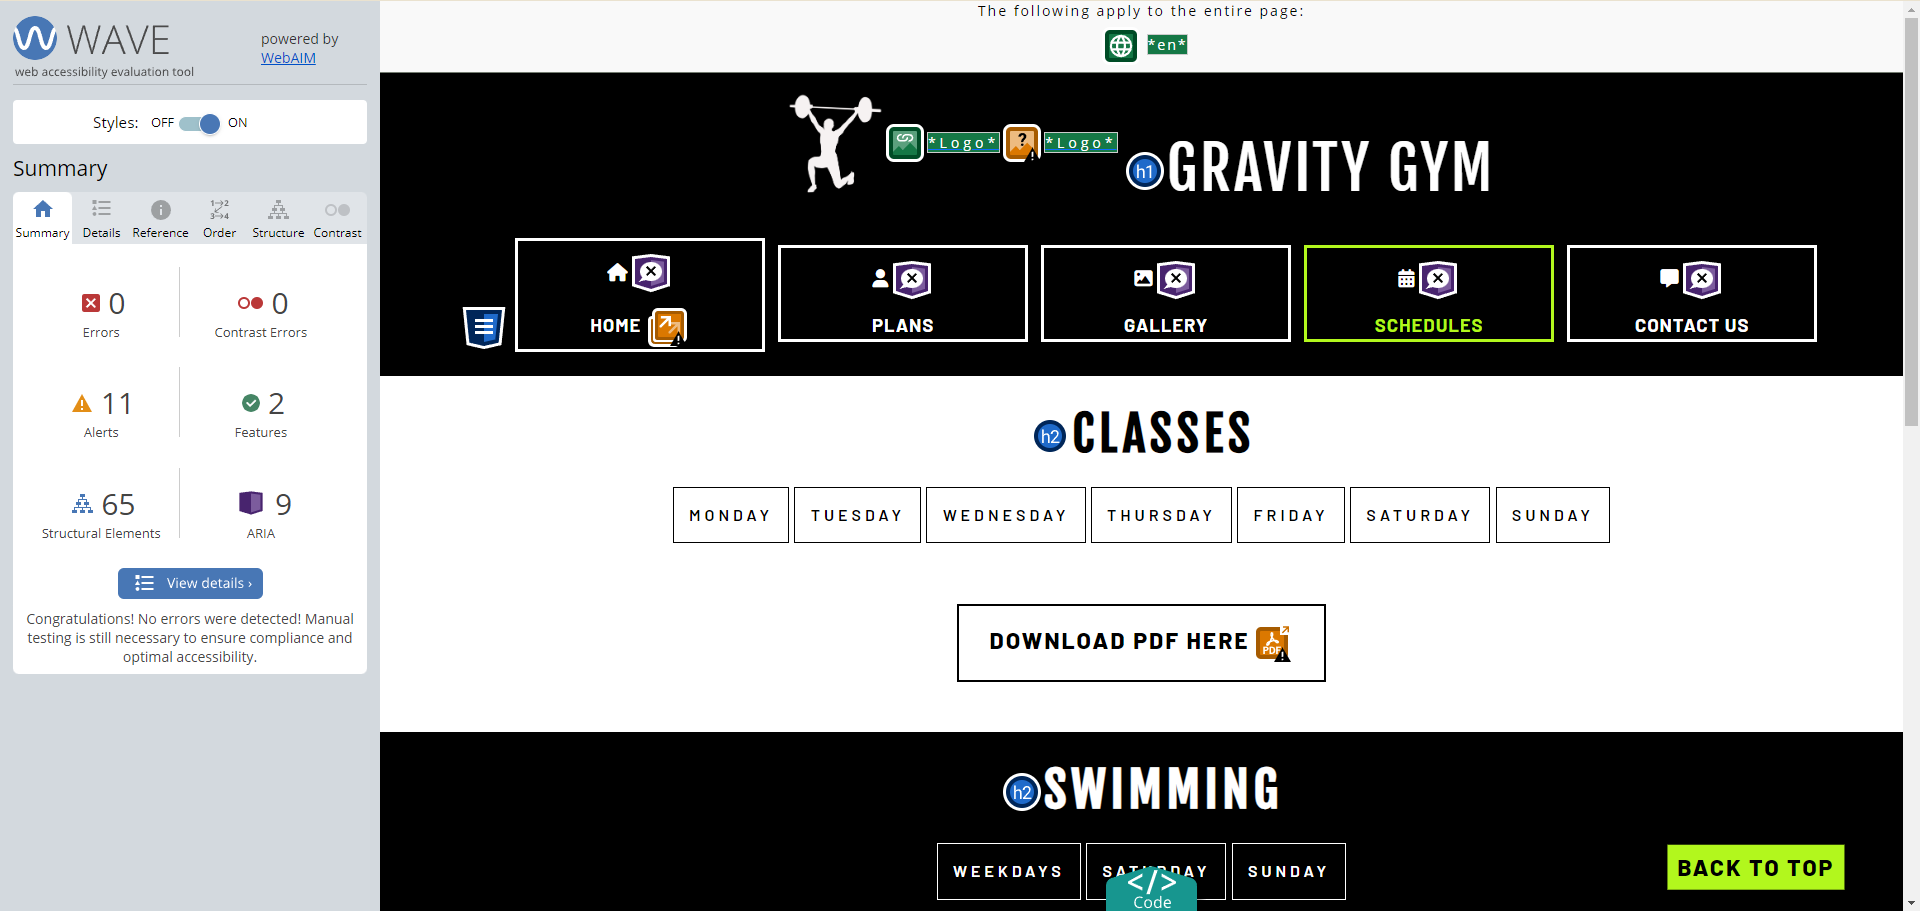 WAVE
web accessibility evaluation tool
powered by
WebAIM
Styles: OFF ON
Summary
Summary Details Reference Order Structure Contrast
0
Errors
0
Contrast Errors
11
Alerts
2
Features
65
Structural Elements
9
ARIA
View details ›
Congratulations! No errors were detected! Manual
testing is still necessary to ensure compliance and
optimal accessibility.
The following apply to the entire page:
*en*
*Logo* *Logo*
h1 GRAVITY GYM
HOME PLANS GALLERY SCHEDULES CONTACT US
h2 CLASSES
MONDAY TUESDAY WEDNESDAY THURSDAY FRIDAY SATURDAY SUNDAY
DOWNLOAD PDF HERE PDF
h2 SWIMMING
WEEKDAYS SATURDAY SUNDAY
BACK TO TOP
</> Code